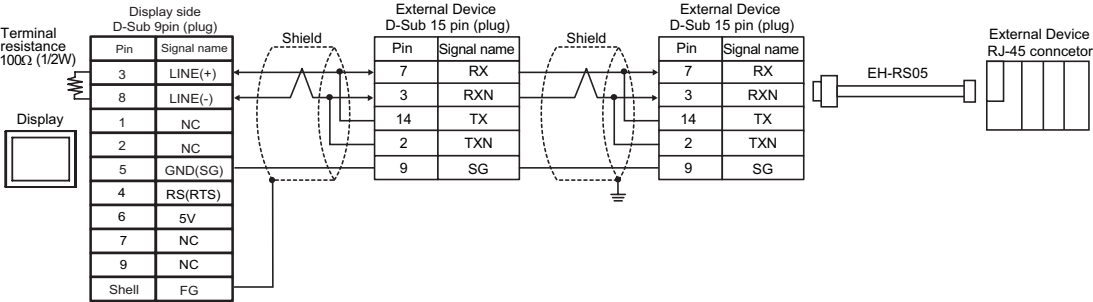 Display side
D-Sub 9pin (plug)
External Device
D-Sub 15 pin (plug)
External Device
D-Sub 15 pin (plug)
External Device
RJ-45 conncetor
Terminal
resistance
100Ω (1/2W)
Display
Shield
Shield
EH-RS05
Pin Signal name
3 LINE(+)
8 LINE(-)
1 NC
2 NC
5 GND(SG)
4 RS(RTS)
6 5V
7 NC
9 NC
Shell FG
Pin Signal name
7 RX
3 RXN
14 TX
2 TXN
9 SG
Pin Signal name
7 RX
3 RXN
14 TX
2 TXN
9 SG